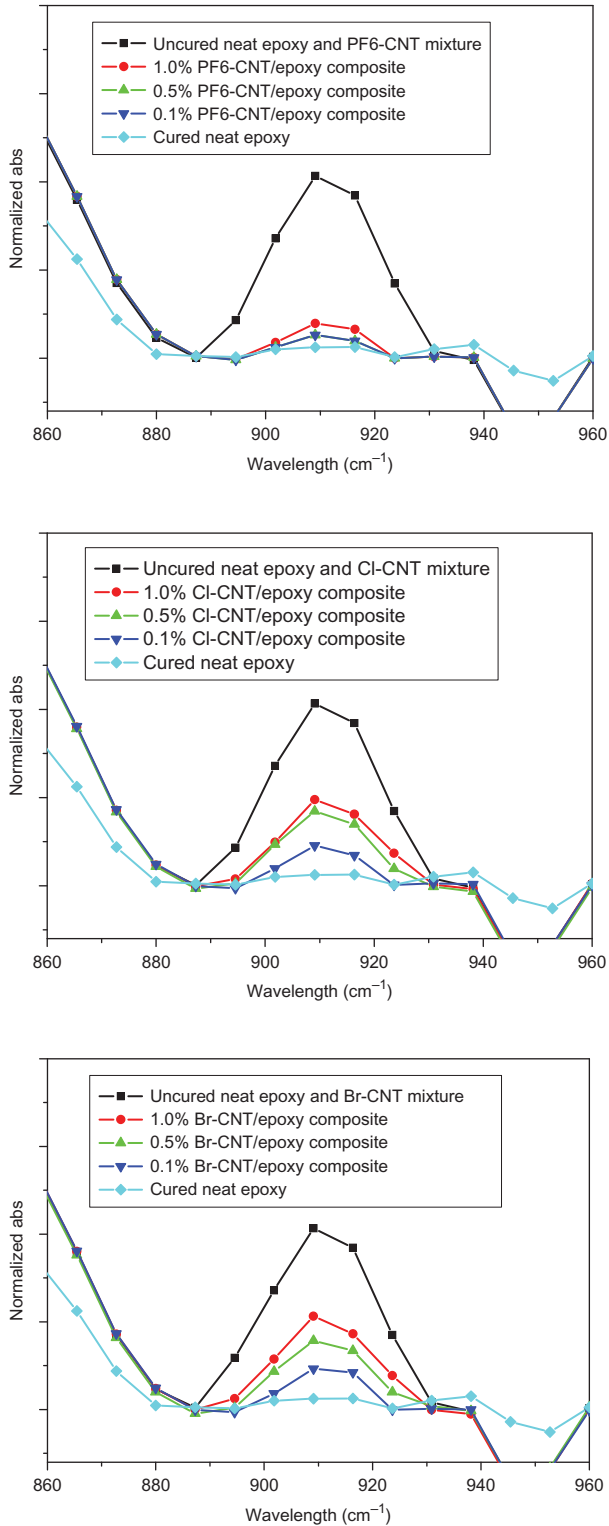 Uncured neat epoxy and PF6-CNT mixture
1.0% PF6-CNT/epoxy composite
0.5% PF6-CNT/epoxy composite
0.1% PF6-CNT/epoxy composite
Cured neat epoxy
Normalized abs
860 880 900 920 940 960
Wavelength (cm⁻¹)
Uncured neat epoxy and Cl-CNT mixture
1.0% Cl-CNT/epoxy composite
0.5% Cl-CNT/epoxy composite
0.1% Cl-CNT/epoxy composite
Cured neat epoxy
Normalized abs
860 880 900 920 940 960
Wavelength (cm⁻¹)
Uncured neat epoxy and Br-CNT mixture
1.0% Br-CNT/epoxy composite
0.5% Br-CNT/epoxy composite
0.1% Br-CNT/epoxy composite
Cured neat epoxy
Normalized abs
860 880 900 920 940 960
Wavelength (cm⁻¹)